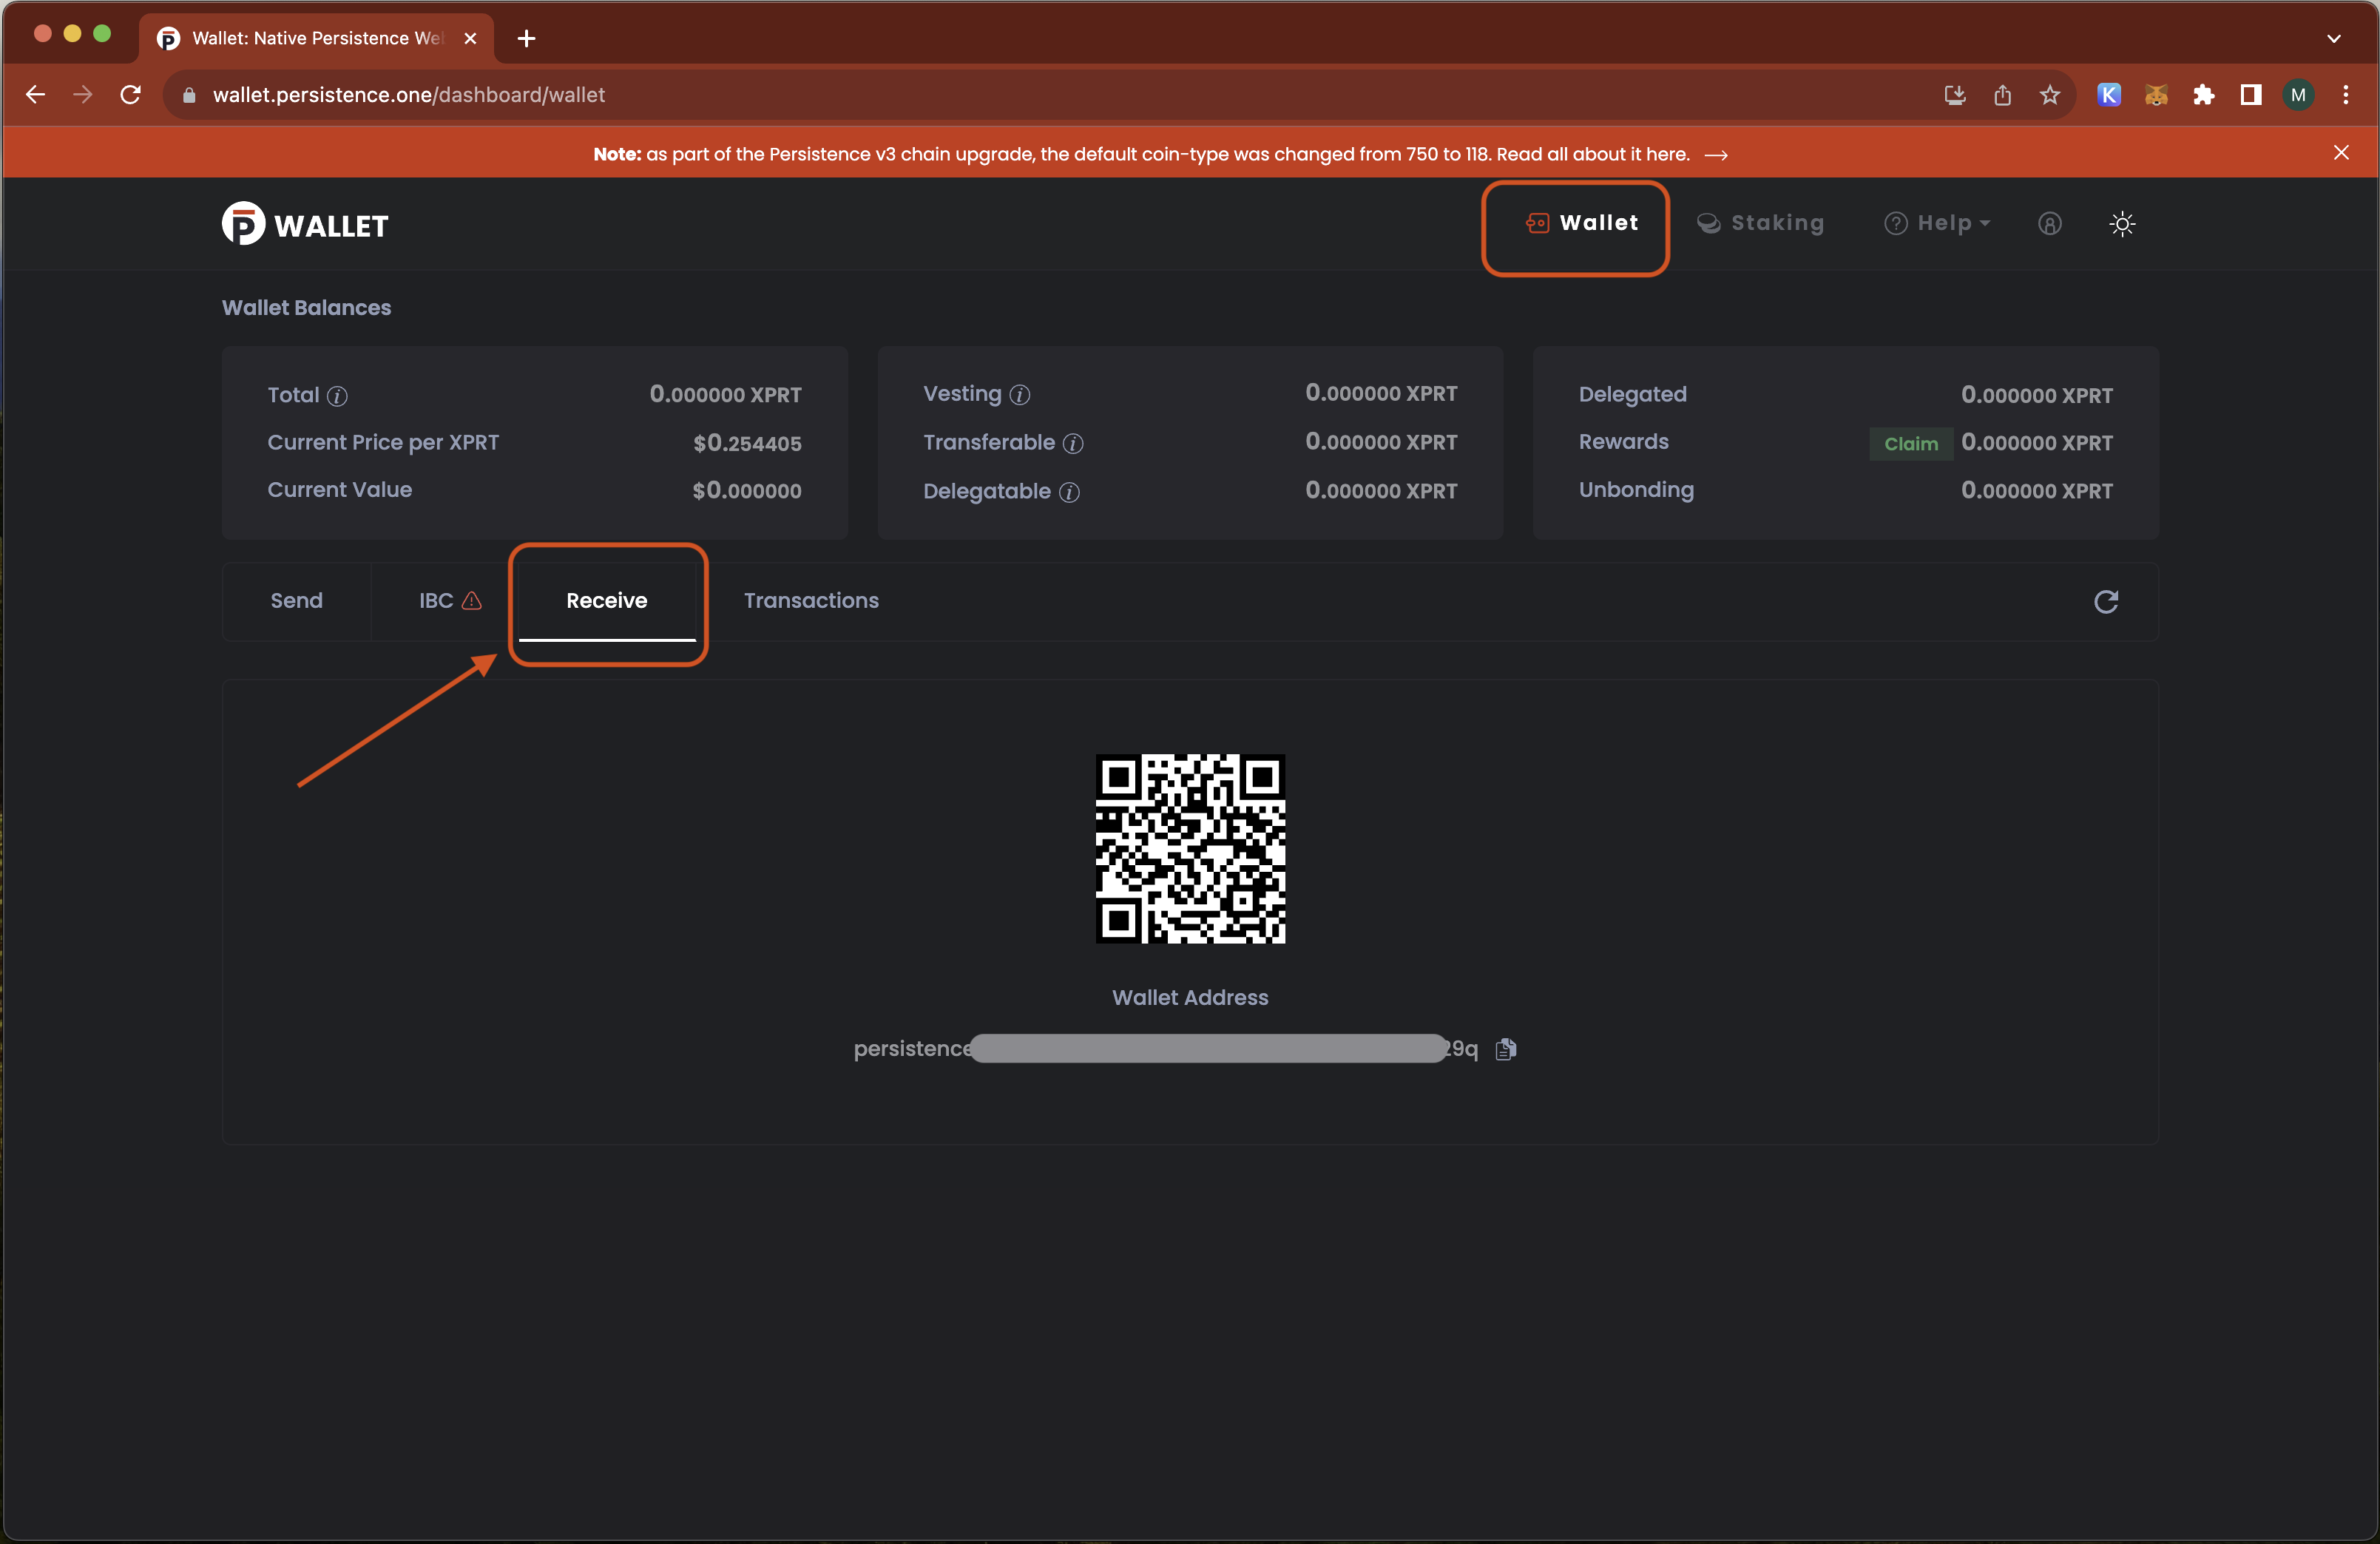 Wallet: Native Persistence We
wallet.persistence.one/dashboard/wallet
K
M
Note: as part of the Persistence v3 chain upgrade, the default coin-type was changed from 750 to 118. Read all about it here. →
P WALLET
Wallet
Staking
Help
Wallet Balances
Total 0.000000 XPRT
Current Price per XPRT $0.254405
Current Value $0.000000
Vesting 0.000000 XPRT
Transferable 0.000000 XPRT
Delegatable 0.000000 XPRT
Delegated 0.000000 XPRT
Rewards Claim 0.000000 XPRT
Unbonding 0.000000 XPRT
Send
IBC
Receive
Transactions
Wallet Address
persistence 29q